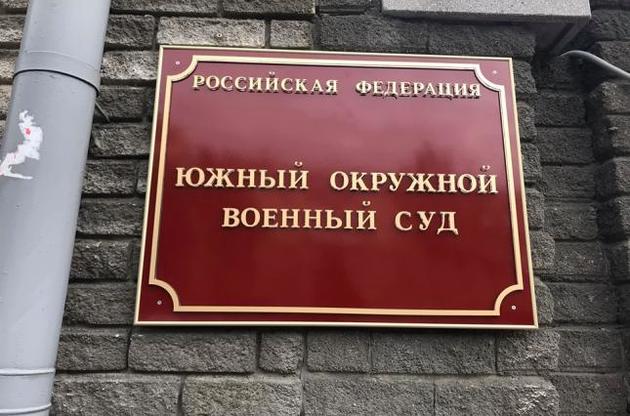 РОССИЙСКАЯ ФЕДЕРАЦИЯ
ЮЖНЫЙ ОКРУЖНОЙ
ВОЕННЫЙ СУД